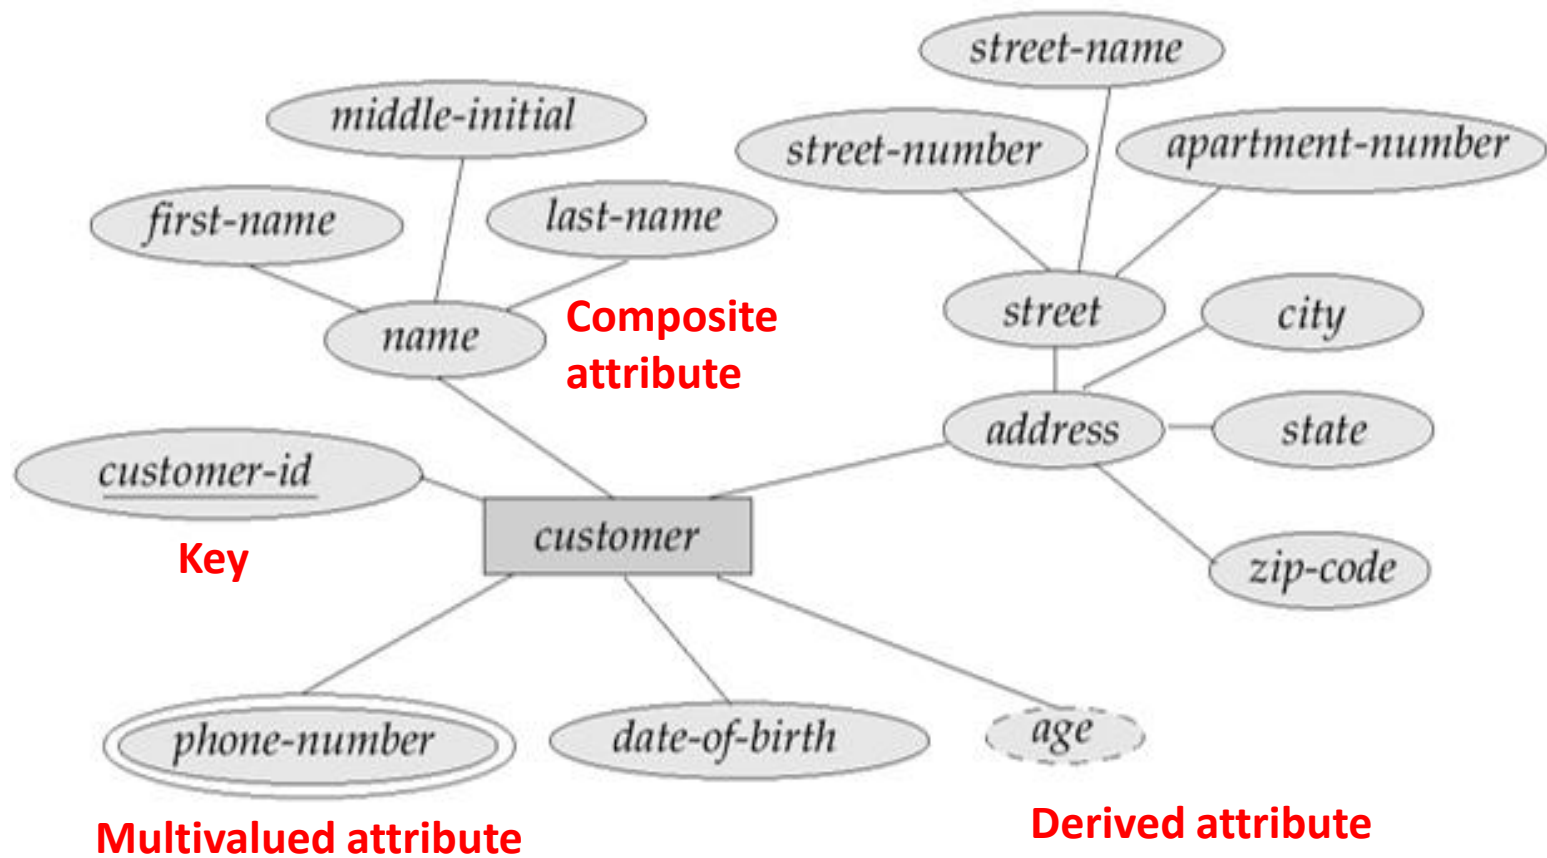 street-name
middle-initial
street-number
apartment-number
first-name
last-name
name
Composite
attribute
street
city
address
state
customer-id
Key
customer
zip-code
phone-number
date-of-birth
age
Multivalued attribute
Derived attribute